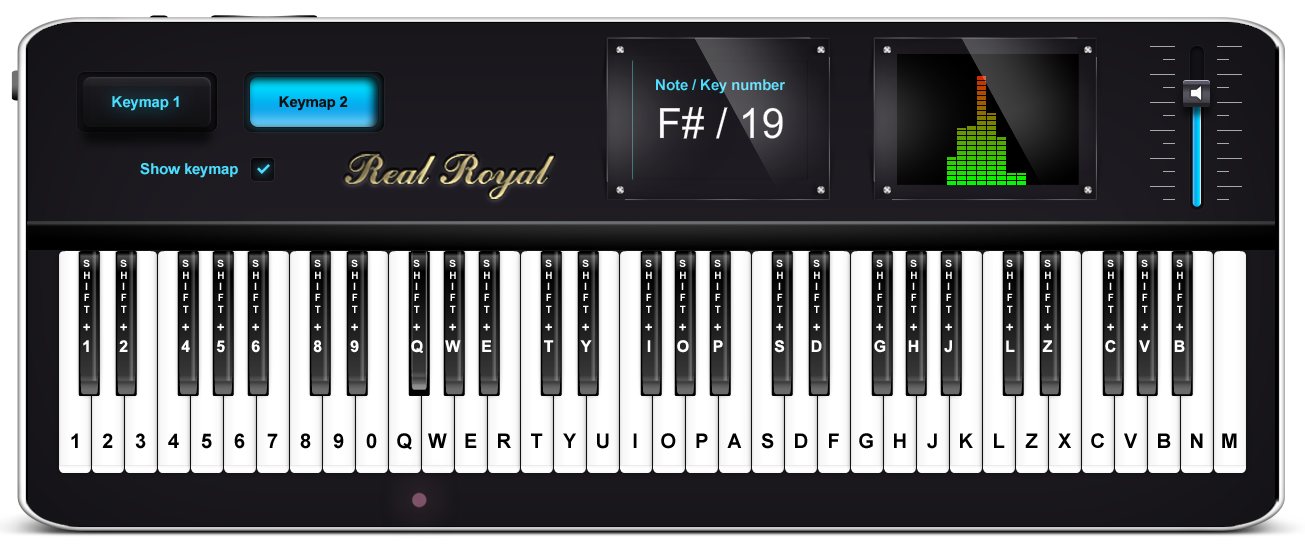 Keymap 1
Keymap 2
Note / Key number
F# / 19
Show keymap
Real Royal
SHIFT + 1 SHIFT + 2 SHIFT + 4 SHIFT + 5 SHIFT + 6 SHIFT + 8 SHIFT + 9 SHIFT + Q SHIFT + W SHIFT + E SHIFT + T SHIFT + Y SHIFT + I SHIFT + O SHIFT + P SHIFT + S SHIFT + D SHIFT + G SHIFT + H SHIFT + J SHIFT + L SHIFT + Z SHIFT + C SHIFT + V SHIFT + B
1 2 3 4 5 6 7 8 9 0 Q W E R T Y U I O P A S D F G H J K L Z X C V B N M